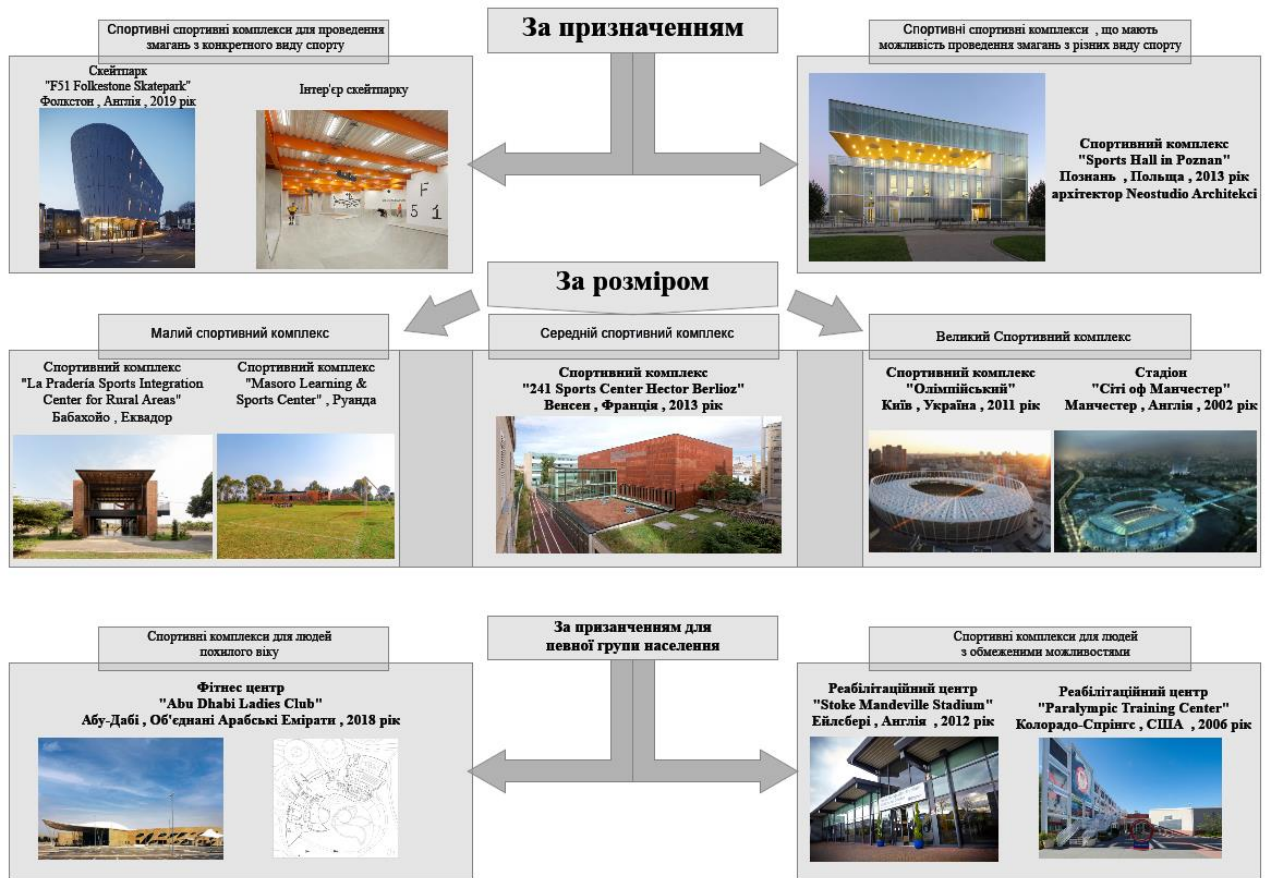 За призначенням
Спортивні спортивні комплекси для проведення
змагань з конкретного виду спорту
Скейтпарк
"F51 Folkestone Skatepark"
Фолкстон , Англія , 2019 рік
Інтер'єр скейтпарку
F
5 1
Спортивні спортивні комплекси , що мають
можливість проведення змагань з різних виду спорту
Спортивний комплекс
"Sports Hall in Poznan"
Познань , Польща , 2013 рік
архітектор Neostudio Architekci
За розміром
Малий спортивний комплекс
Спортивний комплекс
"La Pradería Sports Integration
Center for Rural Areas"
Бабахойо , Еквадор
Спортивний комплекс
"Masoro Learning &
Sports Center" , Руанда
Середній спортивний комплекс
Спортивний комплекс
"241 Sports Center Hector Berlioz"
Венсен , Франція , 2013 рік
Великий Спортивний комплекс
Спортивний комплекс
"Олімпійський"
Київ , Україна , 2011 рік
Стадіон
"Сіті оф Манчестер"
Манчестер , Англія , 2002 рік
За призанченням для
певної групи населення
Спортивні комплекси для людей
похилого віку
Фітнес центр
"Abu Dhabi Ladies Club"
Абу-Дабі , Об'єднані Арабські Емірати , 2018 рік
Спортивні комплекси для людей
з обмеженими можливостями
Реабілітаційний центр
"Stoke Mandeville Stadium"
Ейлсбері , Англія , 2012 рік
Реабілітаційний центр
"Paralympic Training Center"
Колорадо-Спрінгс , США , 2006 рік